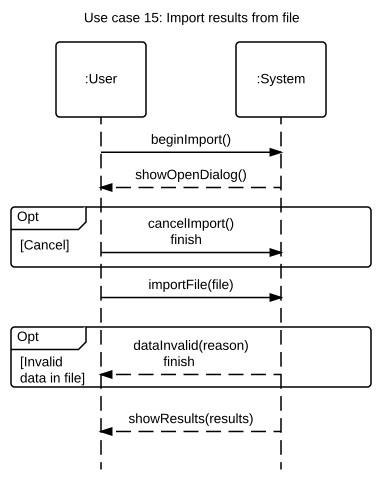 Use case 15: Import results from file
:User
:System
beginImport()
showOpenDialog()
Opt
[Cancel]
cancelImport()
finish
importFile(file)
Opt
[Invalid
data in file]
dataInvalid(reason)
finish
showResults(results)